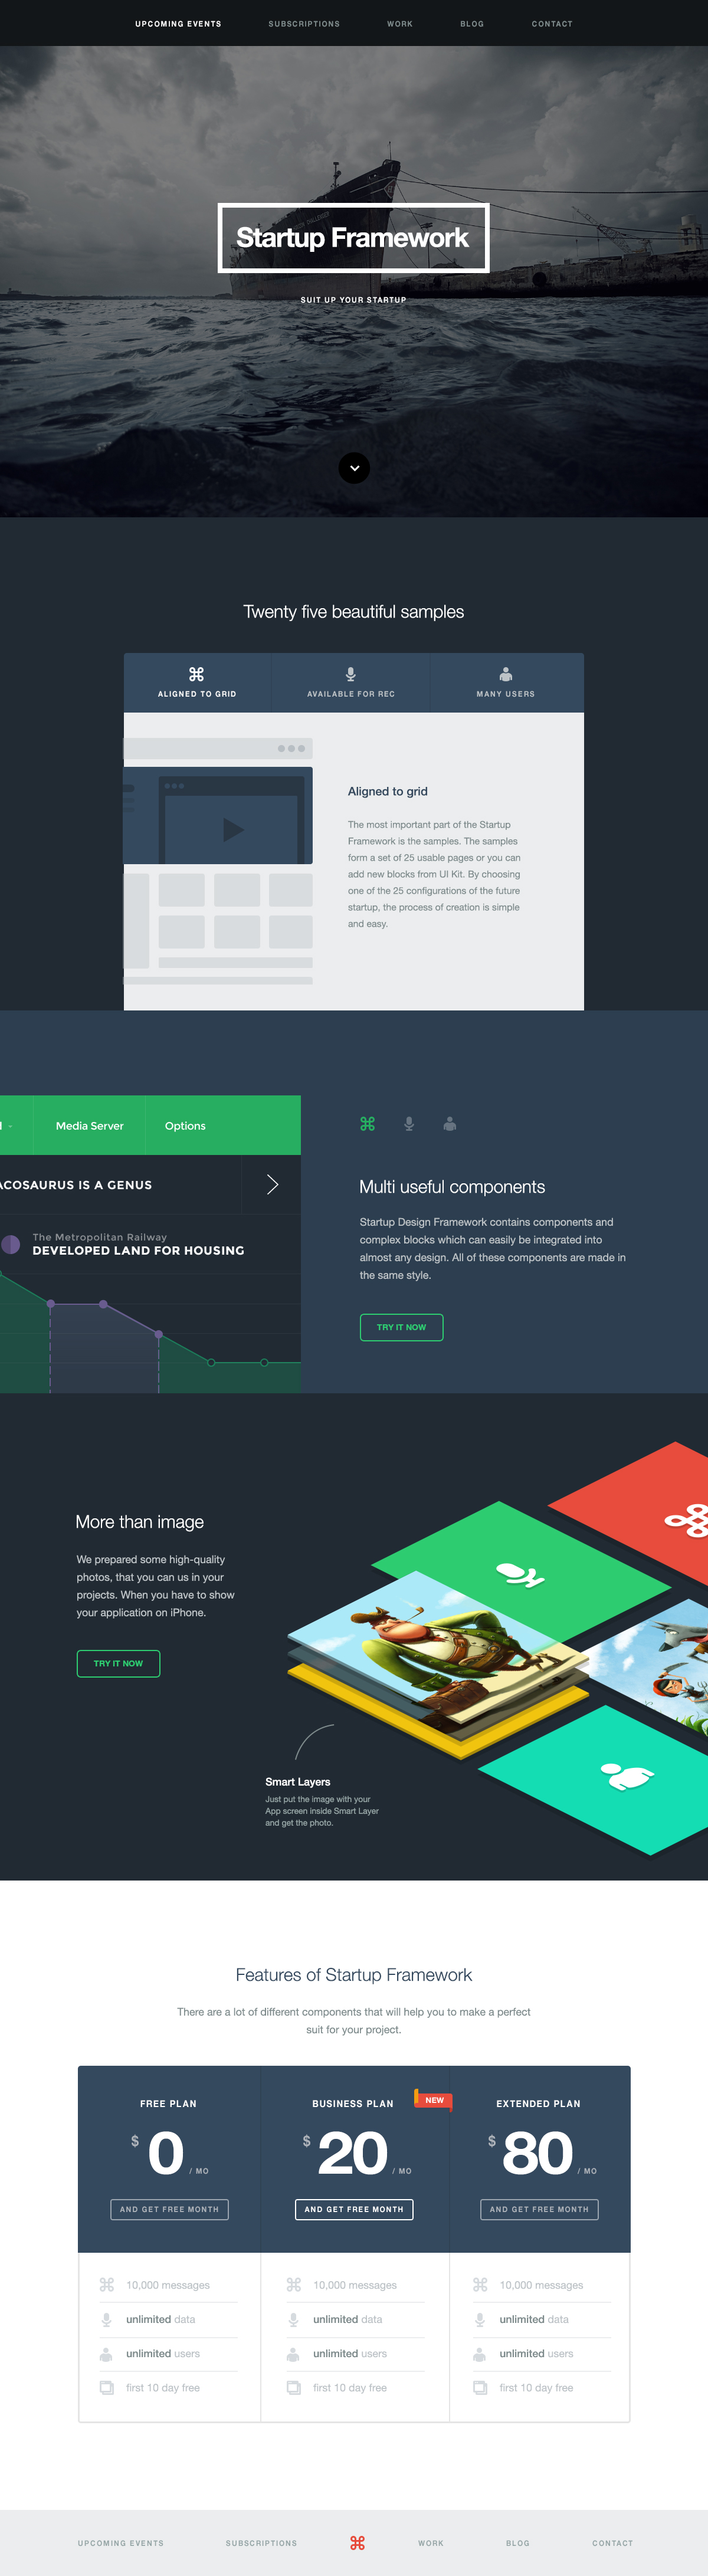 UPCOMING EVENTS SUBSCRIPTIONS WORK BLOG CONTACT
Startup Framework
SUIT UP YOUR STARTUP
Twenty five beautiful samples
ALIGNED TO GRID AVAILABLE FOR REC MANY USERS
Aligned to grid
The most important part of the Startup
Framework is the samples. The samples
form a set of 25 usable pages or you can
add new blocks from UI Kit. By choosing
one of the 25 configurations of the future
startup, the process of creation is simple
and easy.
Media Server Options
ACOSAURUS IS A GENUS
The Metropolitan Railway
DEVELOPED LAND FOR HOUSING
Multi useful components
Startup Design Framework contains components and
complex blocks which can easily be integrated into
almost any design. All of these components are made in
the same style.
TRY IT NOW
More than image
We prepared some high-quality
photos, that you can us in your
projects. When you have to show
your application on iPhone.
TRY IT NOW
Smart Layers
Just put the image with your
App screen inside Smart Layer
and get the photo.
Features of Startup Framework
There are a lot of different components that will help you to make a perfect
suit for your project.
FREE PLAN
$ 0 / MO
AND GET FREE MONTH
10,000 messages
unlimited data
unlimited users
first 10 day free
BUSINESS PLAN
NEW
$ 20 / MO
AND GET FREE MONTH
10,000 messages
unlimited data
unlimited users
first 10 day free
EXTENDED PLAN
$ 80 / MO
AND GET FREE MONTH
10,000 messages
unlimited data
unlimited users
first 10 day free
UPCOMING EVENTS SUBSCRIPTIONS WORK BLOG CONTACT